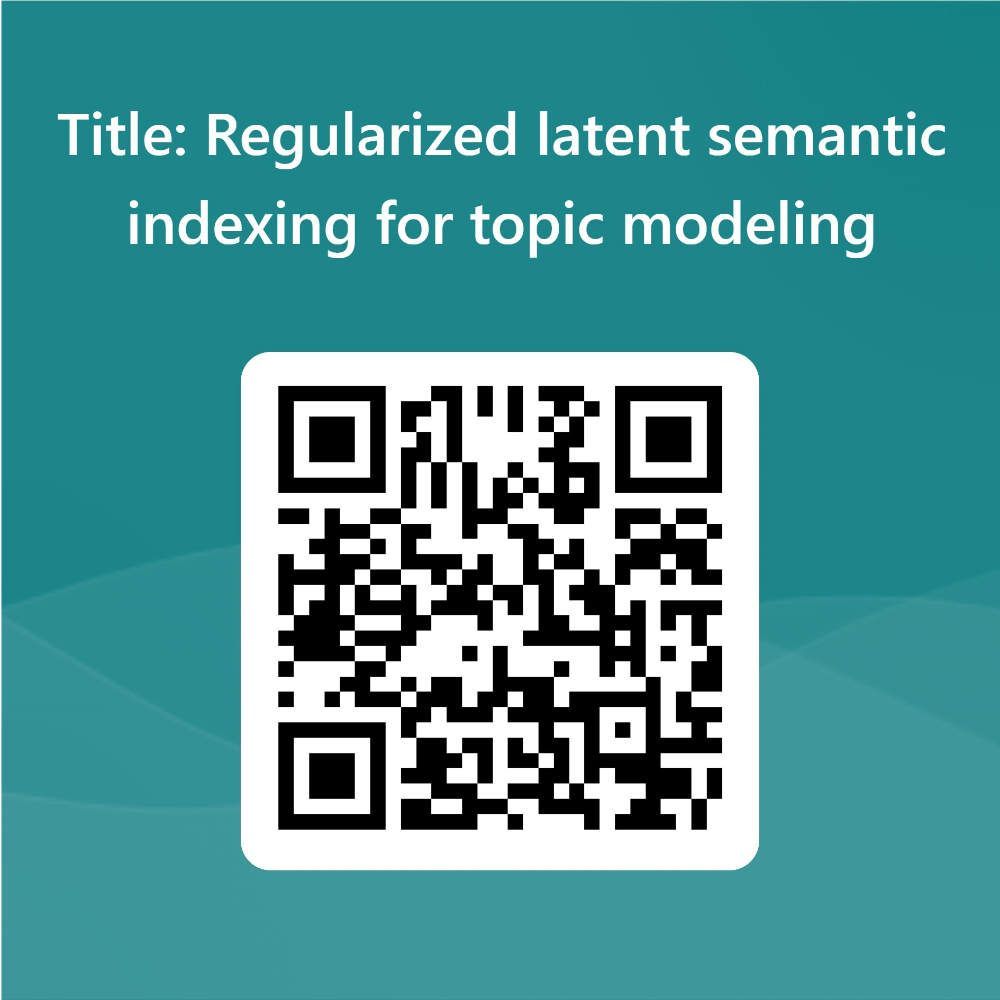 Title: Regularized latent semantic
indexing for topic modeling